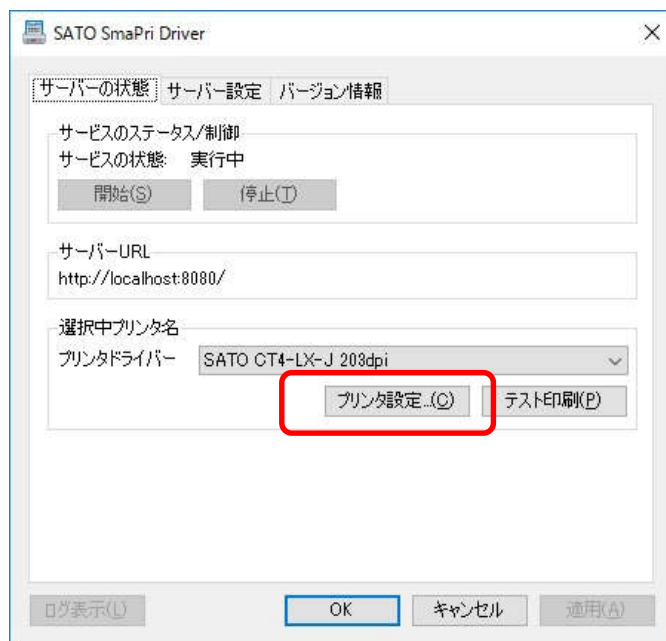 SATO SmaPri Driver
サーバーの状態 サーバー設定 バージョン情報
サービスのステータス/制御
サービスの状態: 実行中
開始(S) 停止(T)
サーバーURL
http://localhost:8080/
選択中プリンタ名
プリンタドライバー SATO CT4-LX-J 203dpi
プリンタ設定...(C) テスト印刷(P)
ログ表示(L) OK キャンセル 適用(A)